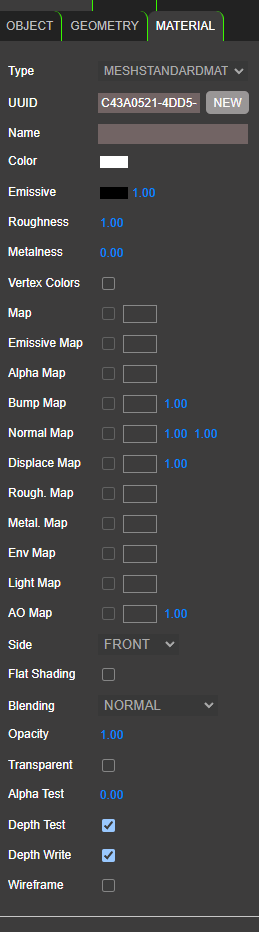 OBJECT GEOMETRY MATERIAL
Type MESHSTANDARDMAT
UUID C43A0521-4DD5- NEW
Name
Color
Emissive 1.00
Roughness 1.00
Metalness 0.00
Vertex Colors
Map
Emissive Map
Alpha Map
Bump Map 1.00
Normal Map 1.00 1.00
Displace Map 1.00
Rough. Map
Metal. Map
Env Map
Light Map
AO Map 1.00
Side FRONT
Flat Shading
Blending NORMAL
Opacity 1.00
Transparent
Alpha Test 0.00
Depth Test
Depth Write
Wireframe